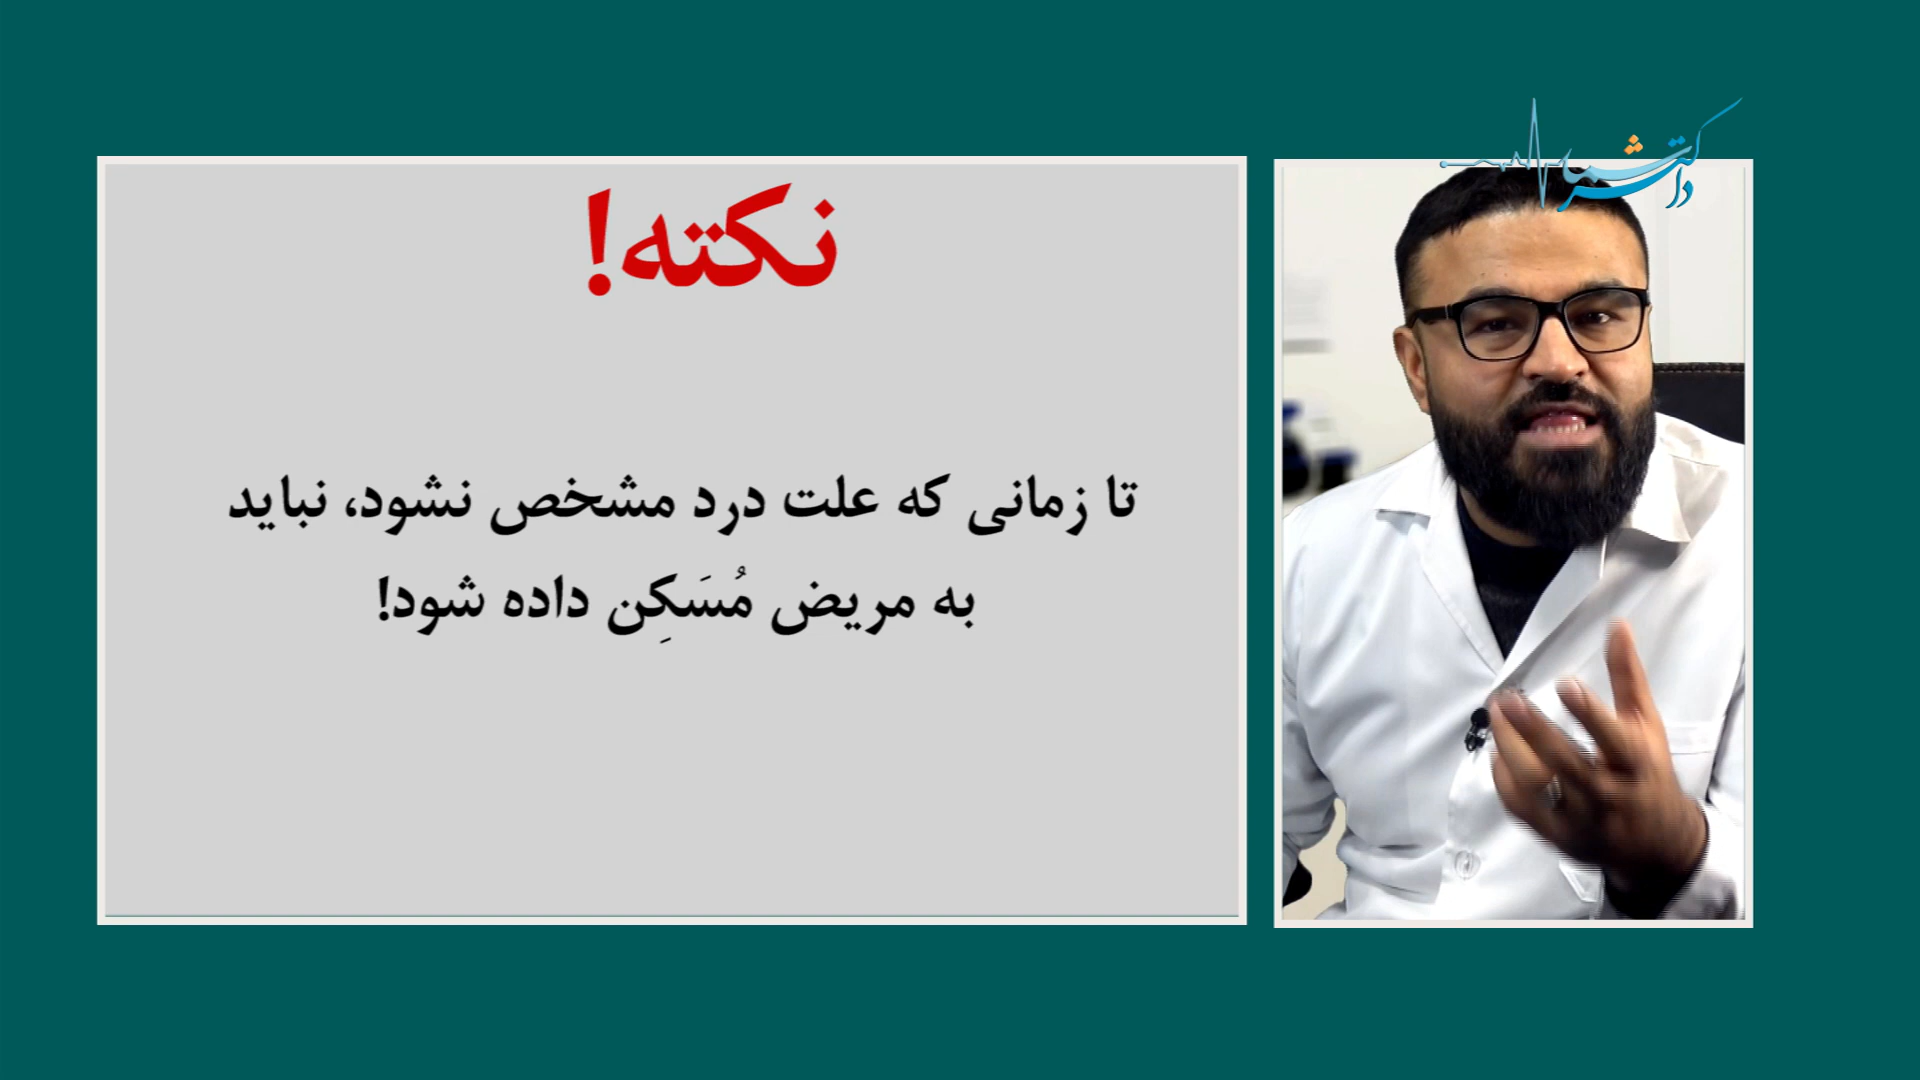 داکتر شما
نکته!
تا زمانی که علت درد مشخص نشود، نباید
به مریض مُسَکِن داده شود!